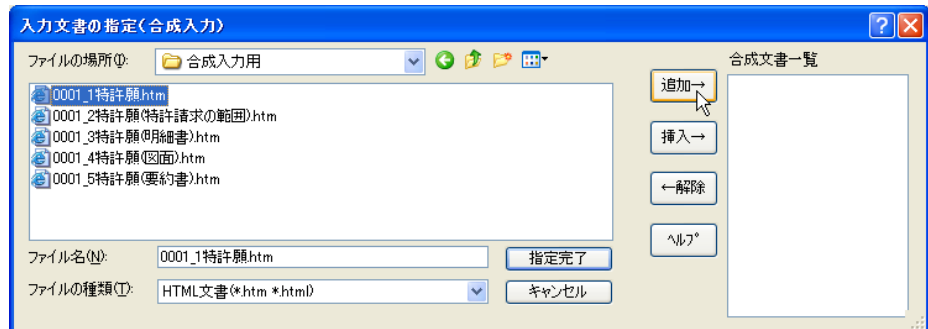 入力文書の指定(合成入力)
ファイルの場所(I):
合成入力用
合成文書一覧
0001_1特許願.htm
0001_2特許願(特許請求の範囲).htm
0001_3特許願(明細書).htm
0001_4特許願(図面).htm
0001_5特許願(要約書).htm
追加→
挿入→
←解除
ヘルプ
ファイル名(N):
0001_1特許願.htm
指定完了
ファイルの種類(T):
HTML文書(*.htm *.html)
キャンセル